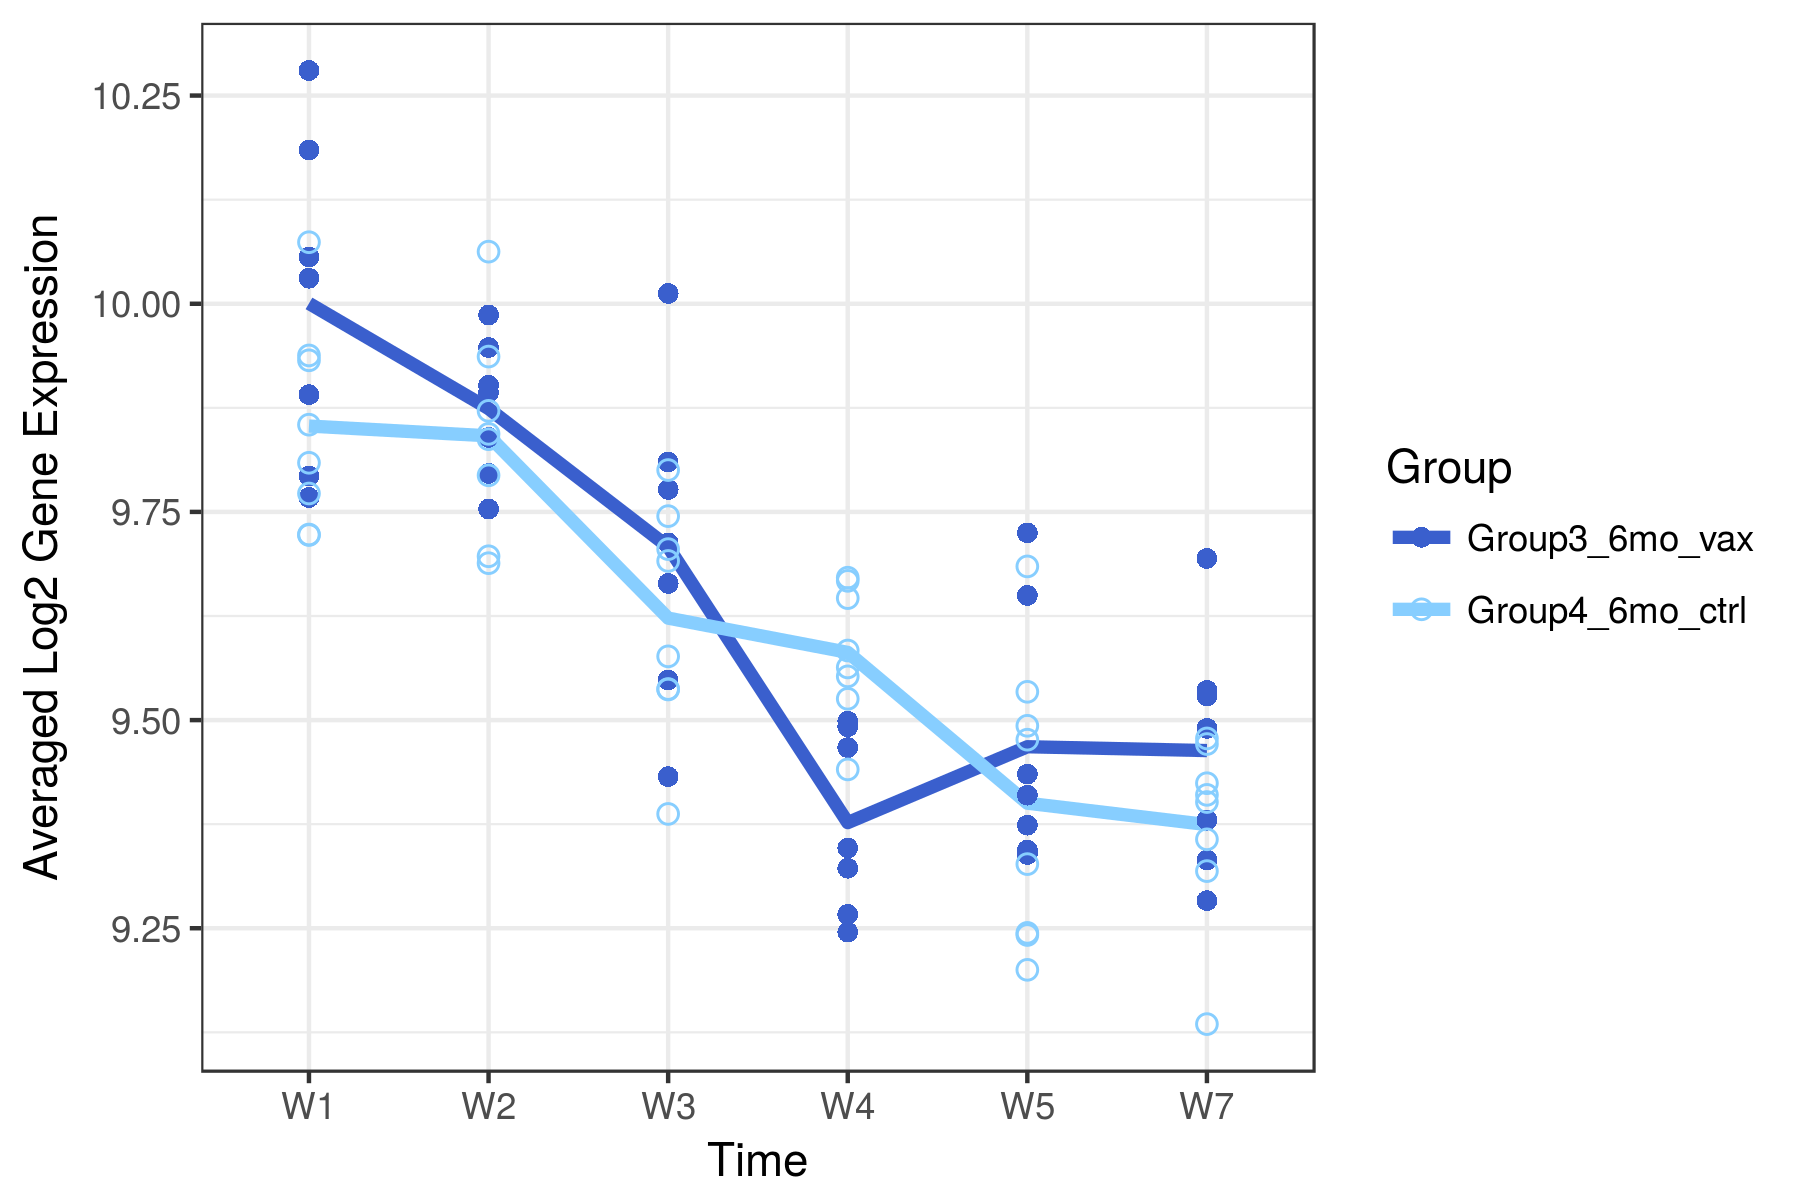 Averaged Log2 Gene Expression
10.25
10.00
9.75
9.50
9.25
W1 W2 W3 W4 W5 W7
Time
Group
Group3_6mo_vax
Group4_6mo_ctrl